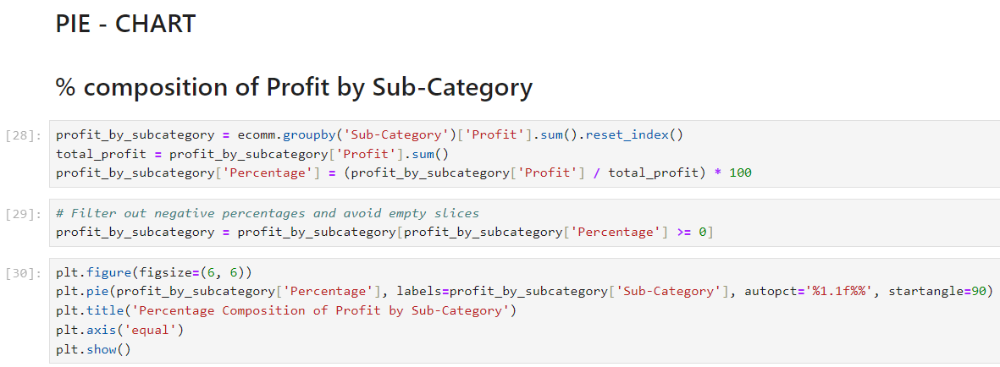 PIE - CHART
% composition of Profit by Sub-Category
[28]: profit_by_subcategory = ecomm.groupby('Sub-Category')['Profit'].sum().reset_index()
total_profit = profit_by_subcategory['Profit'].sum()
profit_by_subcategory['Percentage'] = (profit_by_subcategory['Profit'] / total_profit) * 100
[29]: # Filter out negative percentages and avoid empty slices
profit_by_subcategory = profit_by_subcategory[profit_by_subcategory['Percentage'] >= 0]
[30]: plt.figure(figsize=(6, 6))
plt.pie(profit_by_subcategory['Percentage'], labels=profit_by_subcategory['Sub-Category'], autopct='%1.1f%%', startangle=90)
plt.title('Percentage Composition of Profit by Sub-Category')
plt.axis('equal')
plt.show()